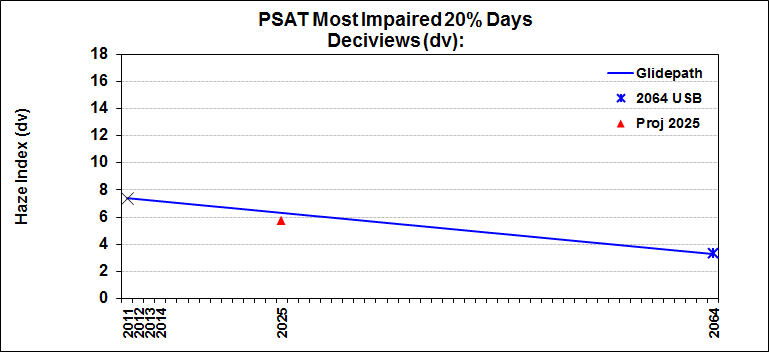 PSAT Most Impaired 20% Days
Deciviews (dv):
Haze Index (dv)
18
16
14
12
10
8
6
4
2
0
Glidepath
2064 USB
Proj 2025
2011
2012
2013
2014
2025
2064